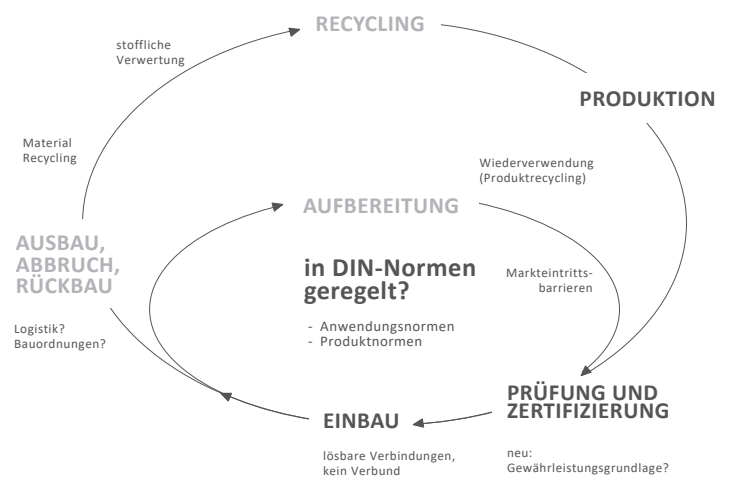 RECYCLING
stoffliche
Verwertung
PRODUKTION
Material
Recycling
Wiederverwendung
(Produktrecycling)
AUFBEREITUNG
AUSBAU,
ABBRUCH,
RÜCKBAU
in DIN-Normen
geregelt?
Markteintritts-
barrieren
- Anwendungsnormen
- Produktnormen
Logistik?
Bauordnungen?
PRÜFUNG UND
ZERTIFIZIERUNG
EINBAU
lösbare Verbindungen,
kein Verbund
neu:
Gewährleistungsgrundlage?